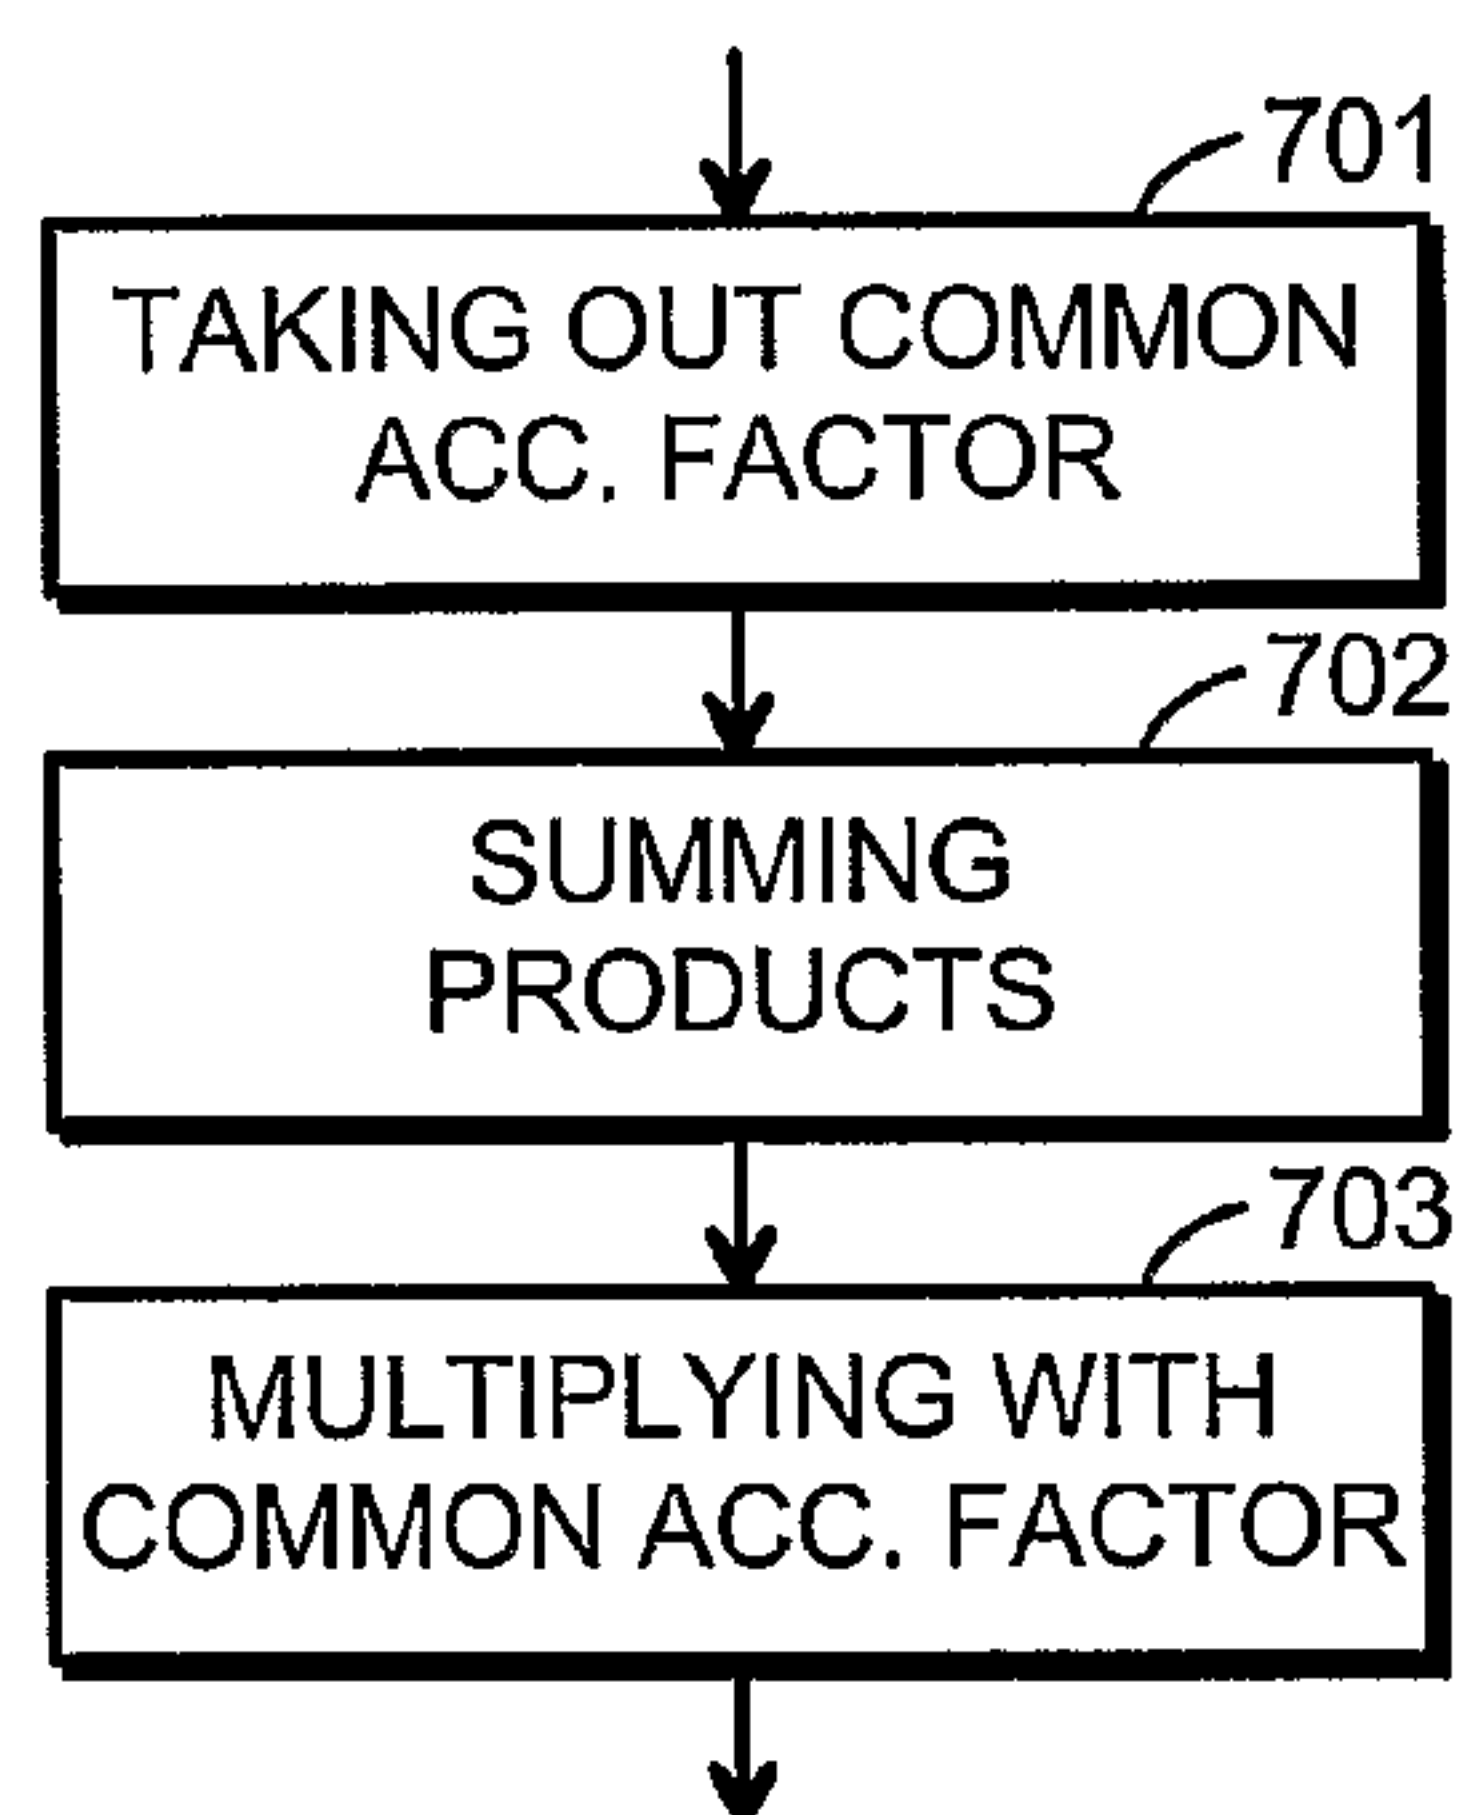 701
TAKING OUT COMMON
ACC. FACTOR
702
SUMMING
PRODUCTS
703
MULTIPLYING WITH
COMMON ACC. FACTOR